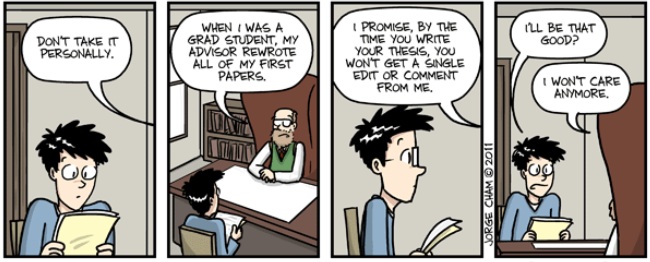 DON'T TAKE IT
PERSONALLY.
WHEN I WAS A
GRAD STUDENT, MY
ADVISOR REWROTE
ALL OF MY FIRST
PAPERS.
I PROMISE, BY THE
TIME YOU WRITE
YOUR THESIS, YOU
WON'T GET A SINGLE
EDIT OR COMMENT
FROM ME.
JORGE CHAM © 2011
I'LL BE THAT
GOOD?
I WON'T CARE
ANYMORE.